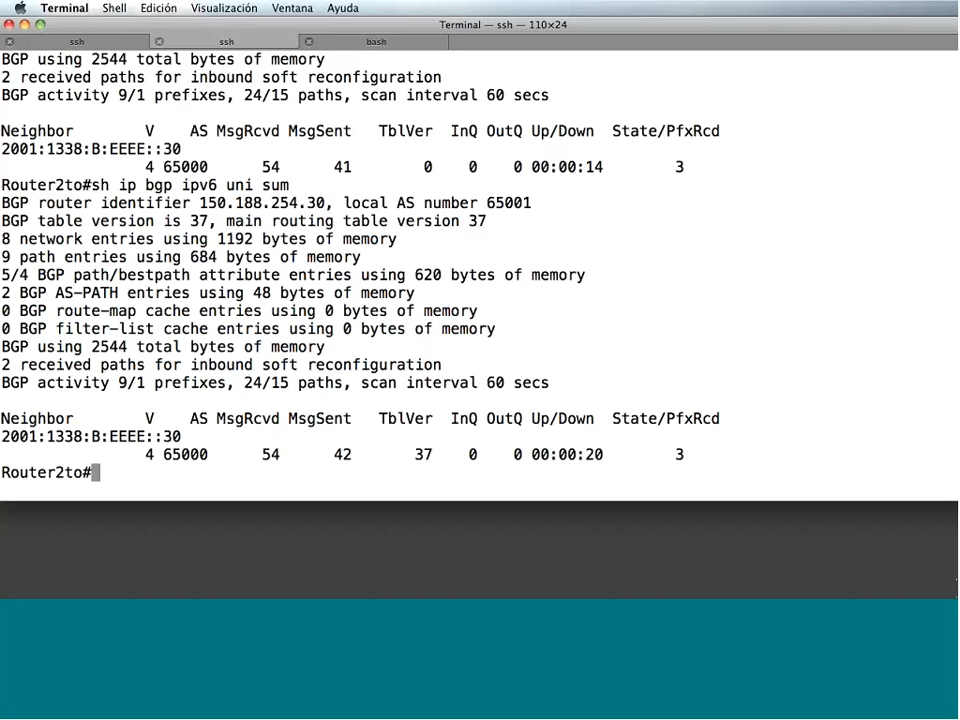 Terminal Shell Edición Visualización Ventana Ayuda
Terminal — ssh — 110×24
ssh ssh bash
BGP using 2544 total bytes of memory
2 received paths for inbound soft reconfiguration
BGP activity 9/1 prefixes, 24/15 paths, scan interval 60 secs
Neighbor V AS MsgRcvd MsgSent TblVer InQ OutQ Up/Down State/PfxRcd
2001:1338:B:EEEE::30
4 65000 54 41 0 0 0 00:00:14 3
Router2to#sh ip bgp ipv6 uni sum
BGP router identifier 150.188.254.30, local AS number 65001
BGP table version is 37, main routing table version 37
8 network entries using 1192 bytes of memory
9 path entries using 684 bytes of memory
5/4 BGP path/bestpath attribute entries using 620 bytes of memory
2 BGP AS-PATH entries using 48 bytes of memory
0 BGP route-map cache entries using 0 bytes of memory
0 BGP filter-list cache entries using 0 bytes of memory
BGP using 2544 total bytes of memory
2 received paths for inbound soft reconfiguration
BGP activity 9/1 prefixes, 24/15 paths, scan interval 60 secs
Neighbor V AS MsgRcvd MsgSent TblVer InQ OutQ Up/Down State/PfxRcd
2001:1338:B:EEEE::30
4 65000 54 42 37 0 0 00:00:20 3
Router2to#